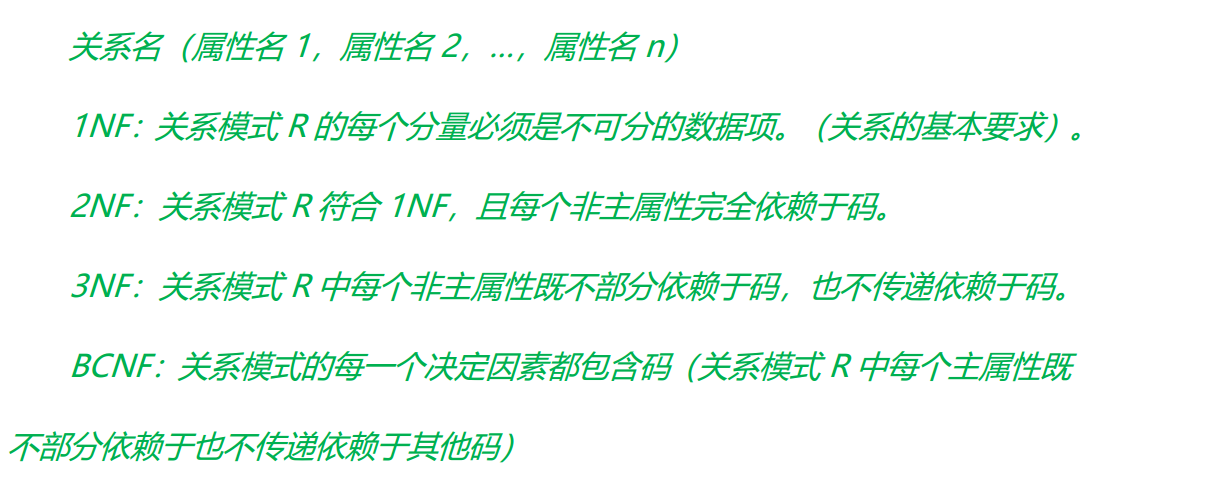 关系名（属性名 1，属性名 2，…，属性名 n）
1NF：关系模式 R 的每个分量必须是不可分的数据项。（关系的基本要求）。
2NF：关系模式 R 符合 1NF，且每个非主属性完全依赖于码。
3NF：关系模式 R 中每个非主属性既不部分依赖于码，也不传递依赖于码。
BCNF：关系模式的每一个决定因素都包含码（关系模式 R 中每个主属性既
不部分依赖于也不传递依赖于其他码）